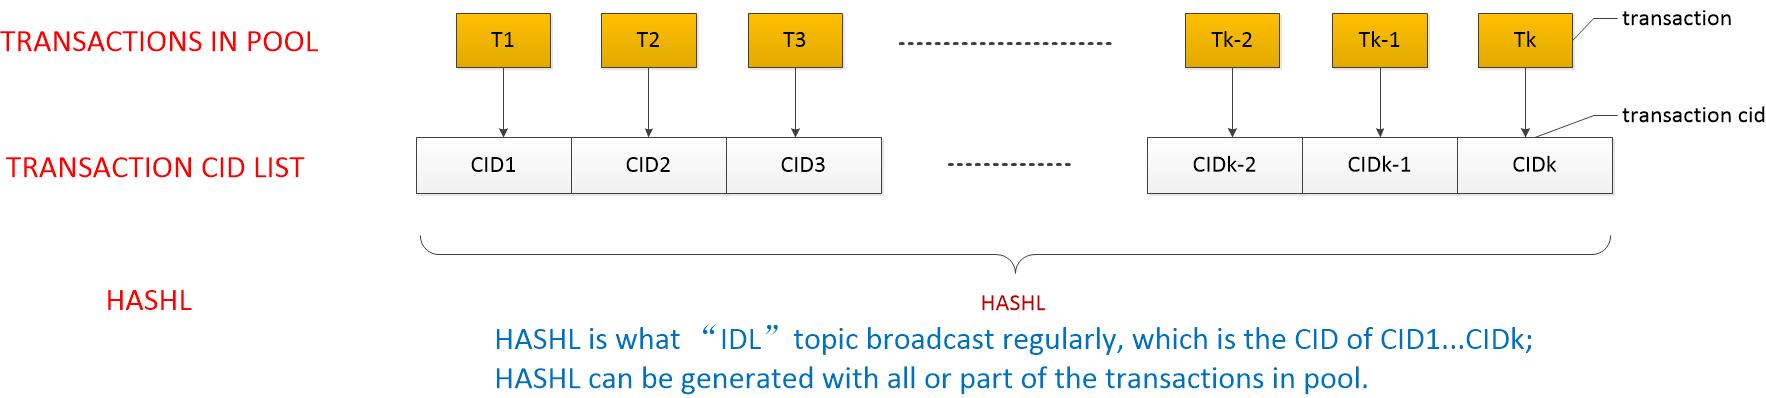 TRANSACTIONS IN POOL
T1
T2
T3
Tk-2
Tk-1
Tk
transaction
transaction cid
TRANSACTION CID LIST
CID1
CID2
CID3
CIDk-2
CIDk-1
CIDk
HASHL
HASHL
HASHL is what “IDL” topic broadcast regularly, which is the CID of CID1...CIDk;
HASHL can be generated with all or part of the transactions in pool.